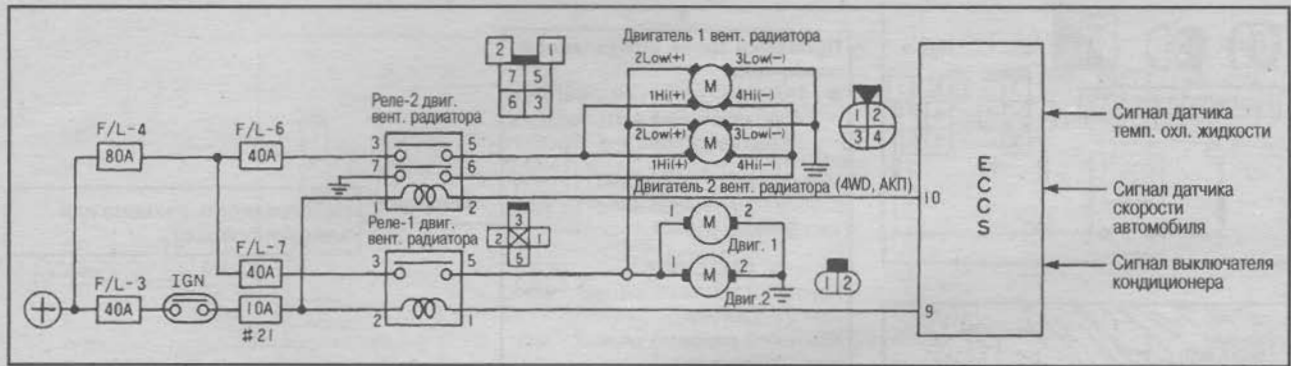 Двигатель 1 вент. радиатора
2Low(+) 3Low(-)
M
1Hi(+) 4Hi(-)
2Low(+) 3Low(-)
M
1Hi(+) 4Hi(-)
Двигатель 2 вент. радиатора (4WD, АКП)
2 1
7 5
6 3
Реле-2 двиг.
вент. радиатора
3 5
7 6
1 2
F/L-4
80A
F/L-6
40A
Реле-1 двиг.
вент. радиатора
3
2 1
5
3 5
2 1
F/L-7
40A
F/L-3
40A
IGN
10A
#21
1 M 2
Двиг. 1
1 M 2
Двиг.2
1 2
1 2
3 4
ECCS
10
9
Сигнал датчика
темп. охл. жидкости
Сигнал датчика
скорости
автомобиля
Сигнал выключателя
кондиционера